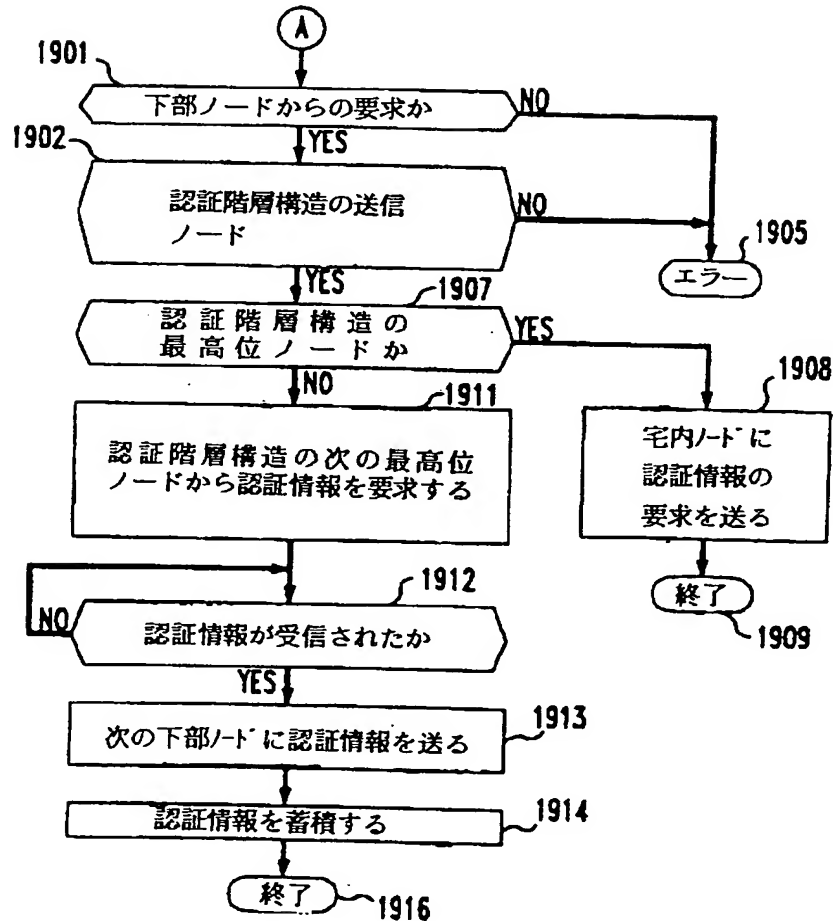 A
1901
下部ノードからの要求か
NO
YES
1902
認証階層構造の送信
ノード
NO
1905
エラー
YES
1907
認証階層構造の
最高位ノードか
YES
NO
1911
認証階層構造の次の最高位
ノードから認証情報を要求する
1908
宅内ノードに
認証情報の
要求を送る
終了
1909
1912
認証情報が受信されたか
NO
YES
次の下部ノードに認証情報を送る
1913
認証情報を蓄積する
1914
終了
1916